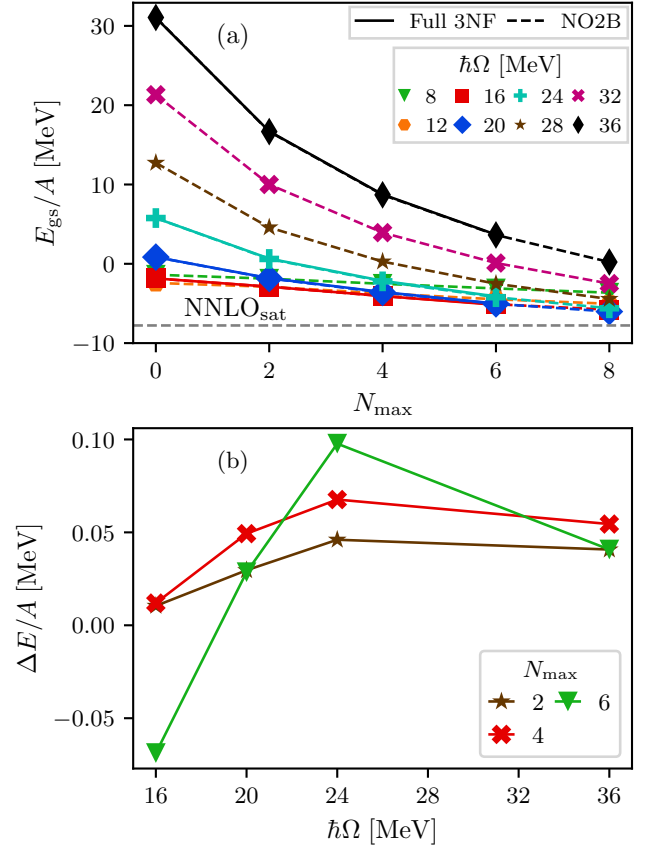 (a)
Full 3NF
NO2B
ħΩ [MeV]
8 16 24 32
12 20 28 36
30
20
10
0
−10
E_gs/A [MeV]
NNLO_sat
0 2 4 6 8
N_max
(b)
0.10
0.05
0.00
−0.05
ΔE/A [MeV]
N_max
2 6
4
16 20 24 28 32 36
ħΩ [MeV]